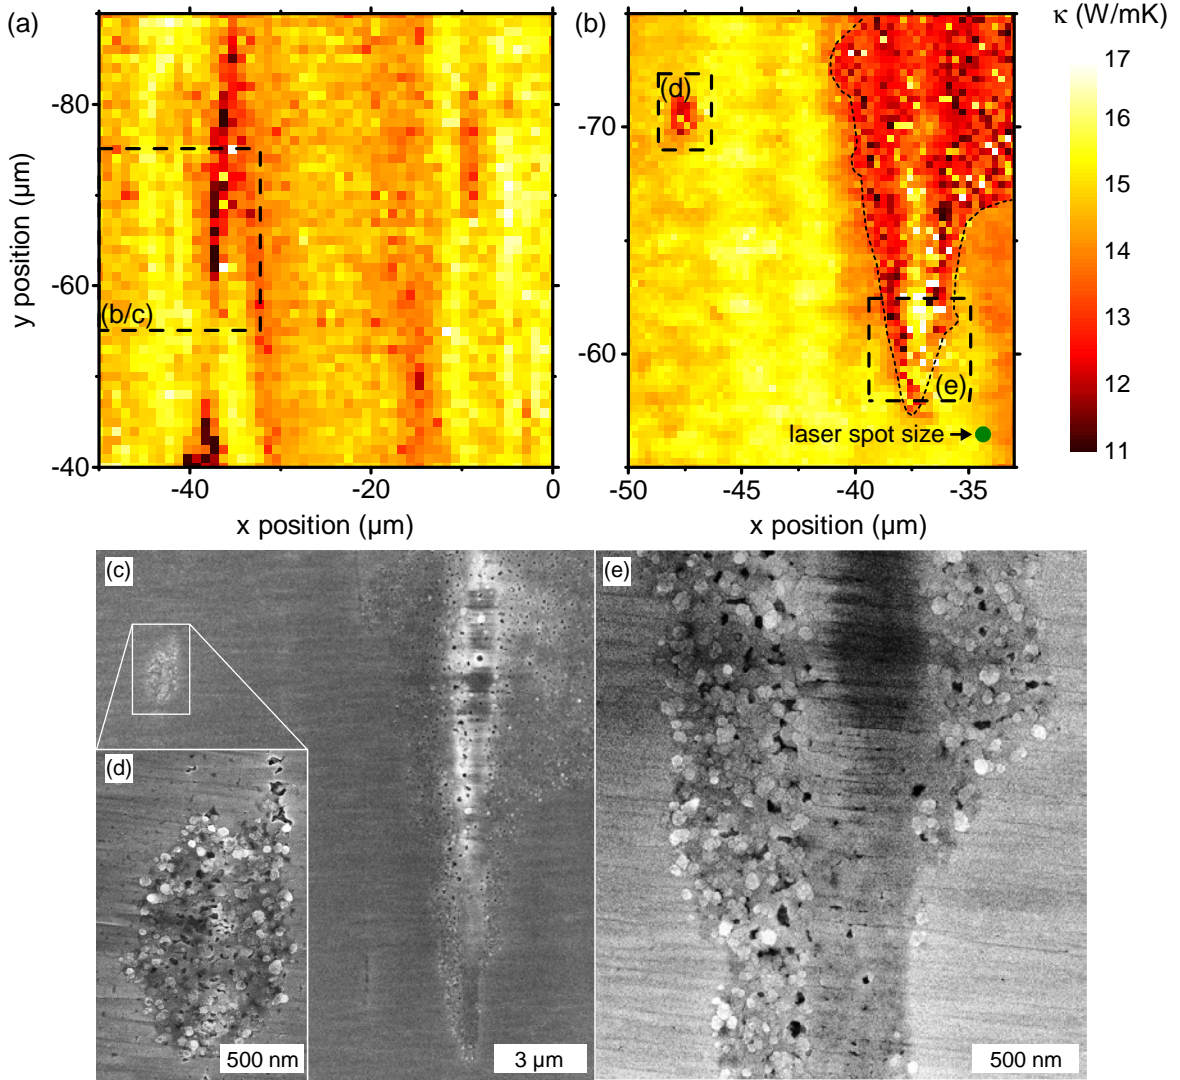 (a)
(b)
κ (W/mK)
-80
-60
-40
y position (µm)
(b/c)
-40
-20
0
x position (µm)
-70
-60
(d)
(e)
laser spot size
-50
-45
-40
-35
x position (µm)
17
16
15
14
13
12
11
(c)
(d)
500 nm
3 µm
(e)
500 nm